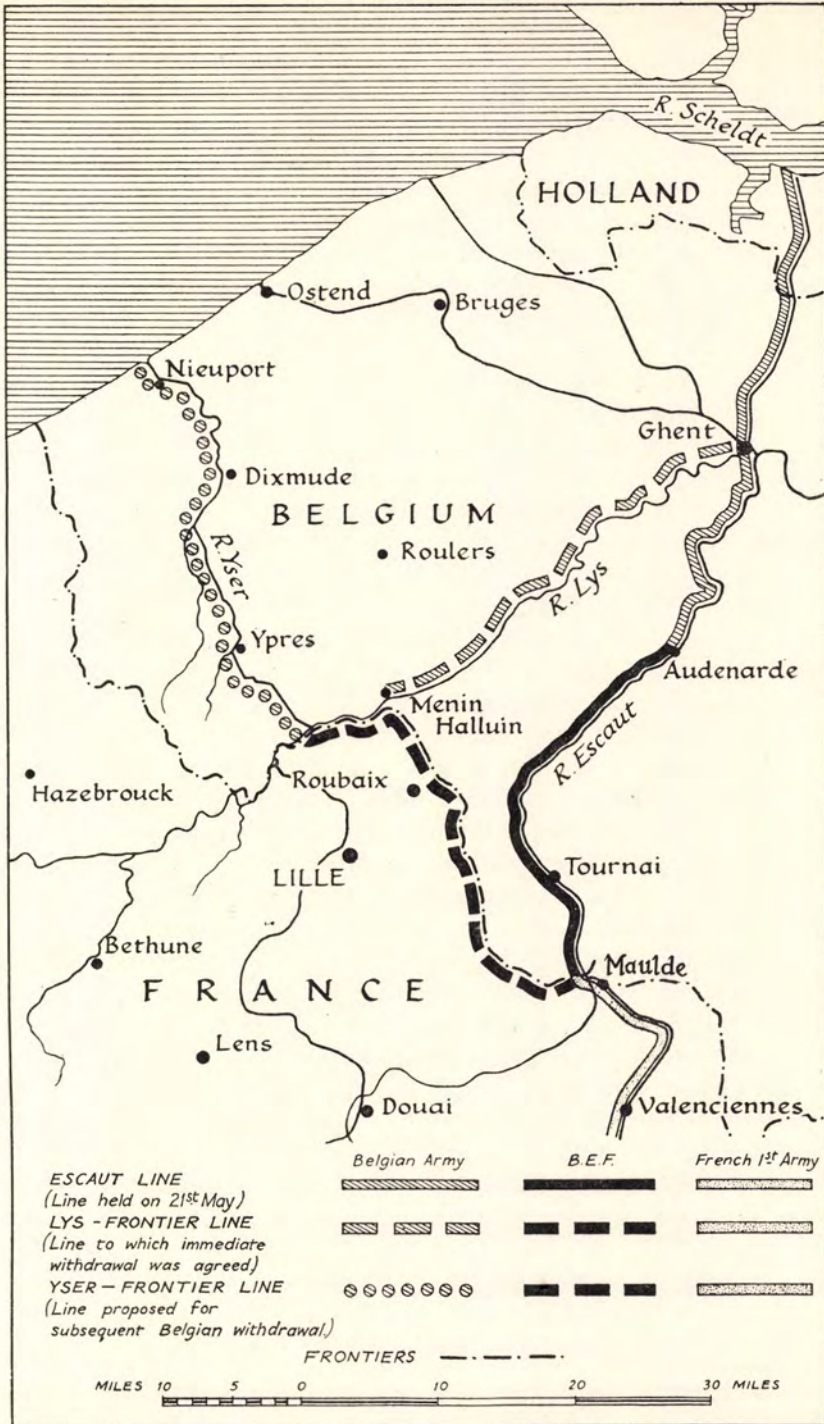 R. Scheldt
HOLLAND
Ostend
Bruges
Nieuport
Ghent
Dixmude
BELGIUM
Roulers
R. Yser
R. Lys
Ypres
Audenarde
Menin
Halluin
R. Escaut
Hazebrouck
Roubaix
LILLE
Tournai
Bethune
Maulde
FRANCE
Lens
Douai
Valenciennes
Belgian Army B.E.F. French 1st Army
ESCAUT LINE
(Line held on 21st May)
LYS - FRONTIER LINE
(Line to which immediate
withdrawal was agreed)
YSER - FRONTIER LINE
(Line proposed for
subsequent Belgian withdrawal.)
FRONTIERS
MILES 10 5 0 10 20 30 MILES